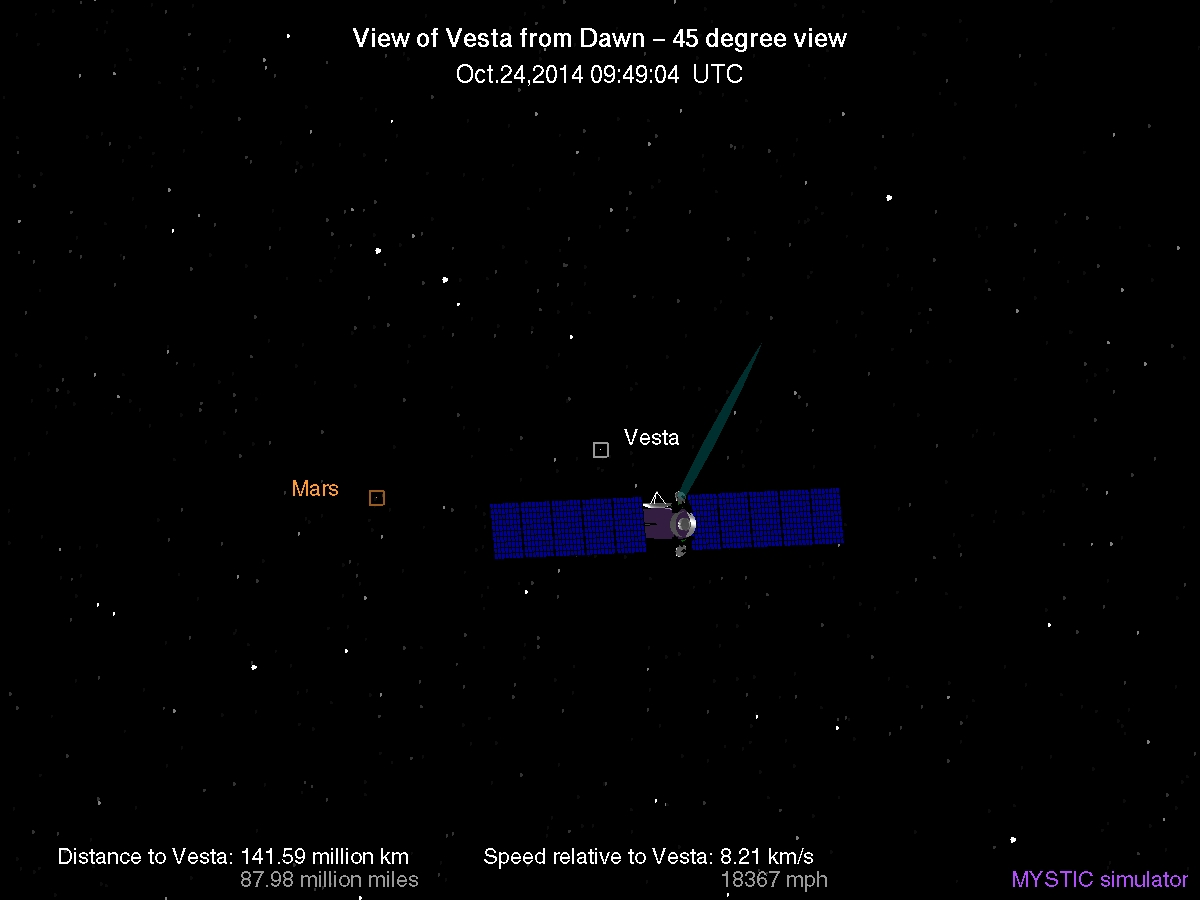 View of Vesta from Dawn – 45 degree view
Oct.24,2014 09:49:04 UTC
Vesta
Mars
Distance to Vesta: 141.59 million km
87.98 million miles
Speed relative to Vesta: 8.21 km/s
18367 mph
MYSTIC simulator